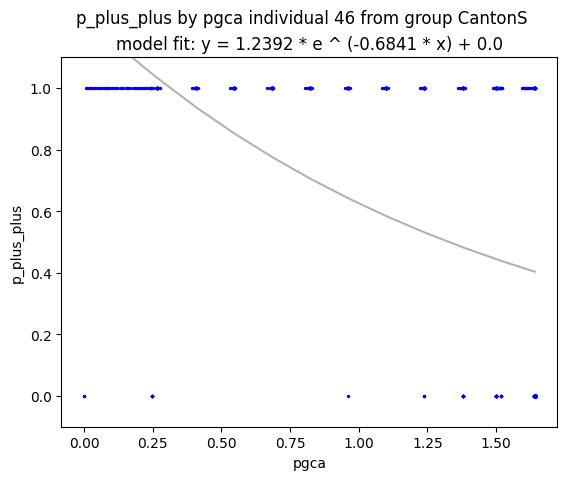 p_plus_plus by pgca individual 46 from group CantonS
model fit: y = 1.2392 * e ^ (-0.6841 * x) + 0.0
1.0
0.8
0.6
0.4
0.2
0.0
p_plus_plus
0.00 0.25 0.50 0.75 1.00 1.25 1.50
pgca